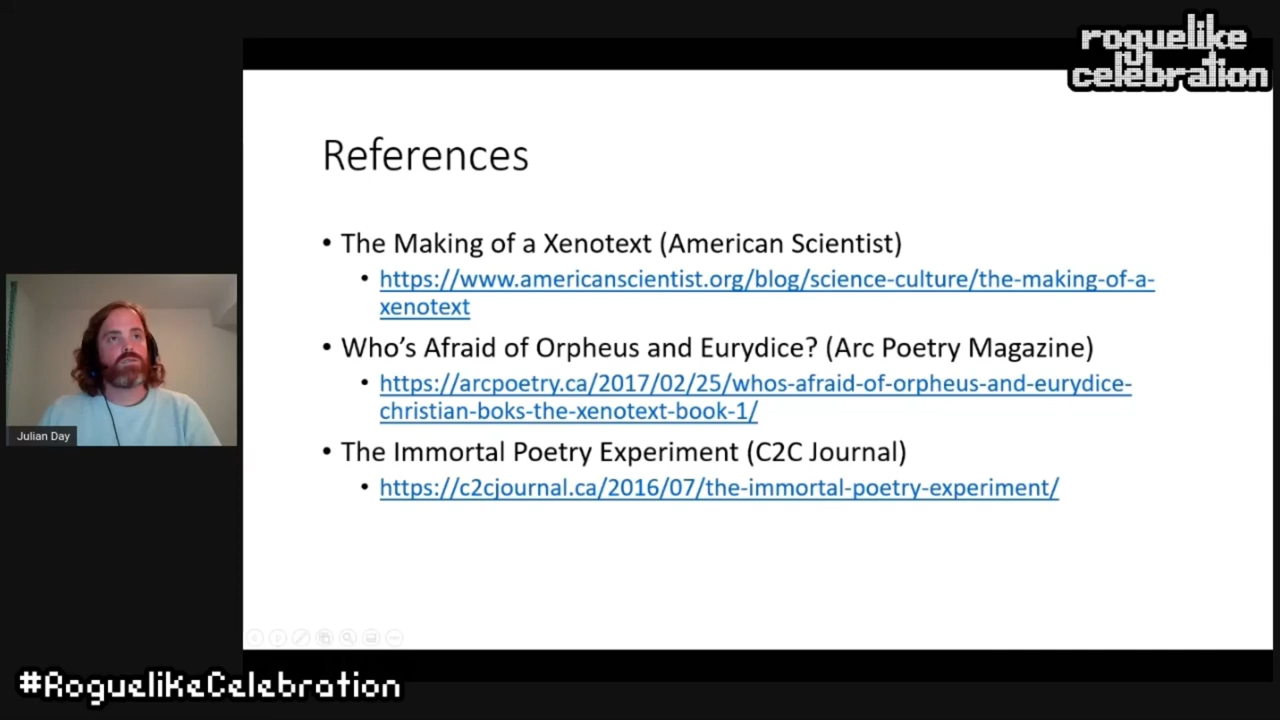 roguelike
celebration
References
• The Making of a Xenotext (American Scientist)
• https://www.americanscientist.org/blog/science-culture/the-making-of-a-
xenotext
• Who's Afraid of Orpheus and Eurydice? (Arc Poetry Magazine)
• https://arcpoetry.ca/2017/02/25/whos-afraid-of-orpheus-and-eurydice-
christian-boks-the-xenotext-book-1/
• The Immortal Poetry Experiment (C2C Journal)
• https://c2cjournal.ca/2016/07/the-immortal-poetry-experiment/
Julian Day
#RoguelikeCelebration